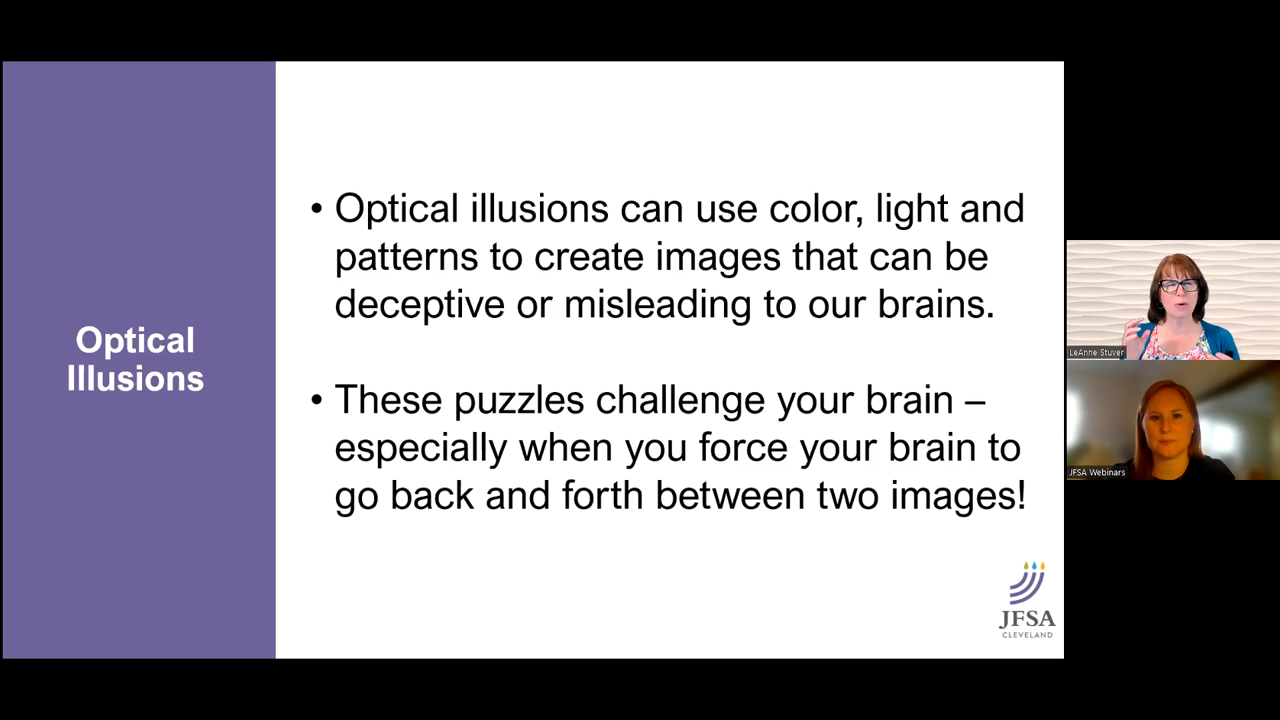 Optical
Illusions
• Optical illusions can use color, light and
patterns to create images that can be
deceptive or misleading to our brains.
• These puzzles challenge your brain –
especially when you force your brain to
go back and forth between two images!
JFSA
CLEVELAND
LeAnne Stuver
JFSA Webinars